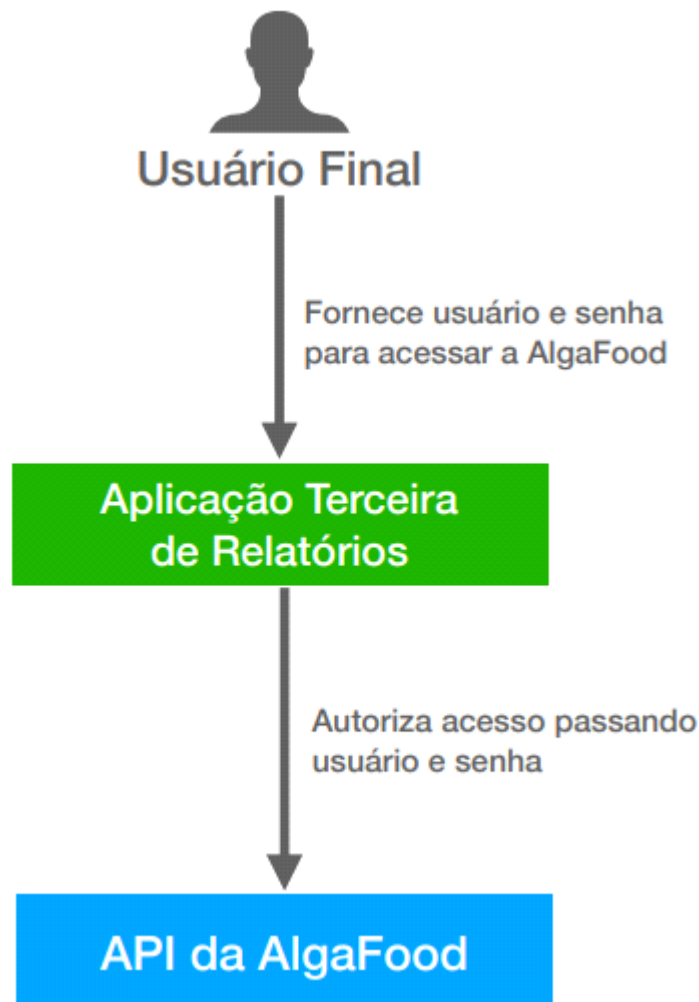 Usuário Final
Fornece usuário e senha
para acessar a AlgaFood
Aplicação Terceira
de Relatórios
Autoriza acesso passando
usuário e senha
API da AlgaFood